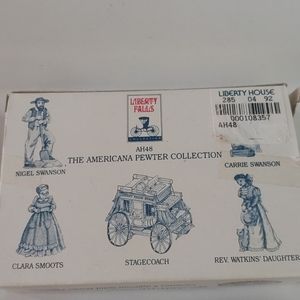 LIBERTY
FALLS
COLLECTION
AH48
THE AMERICANA PEWTER COLLECTION
LIBERTY HOUSE
285 04 92
000108357
AH48
NIGEL SWANSON
CARRIE SWANSON
CLARA SMOOTS
STAGECOACH
REV. WATKINS' DAUGHTER